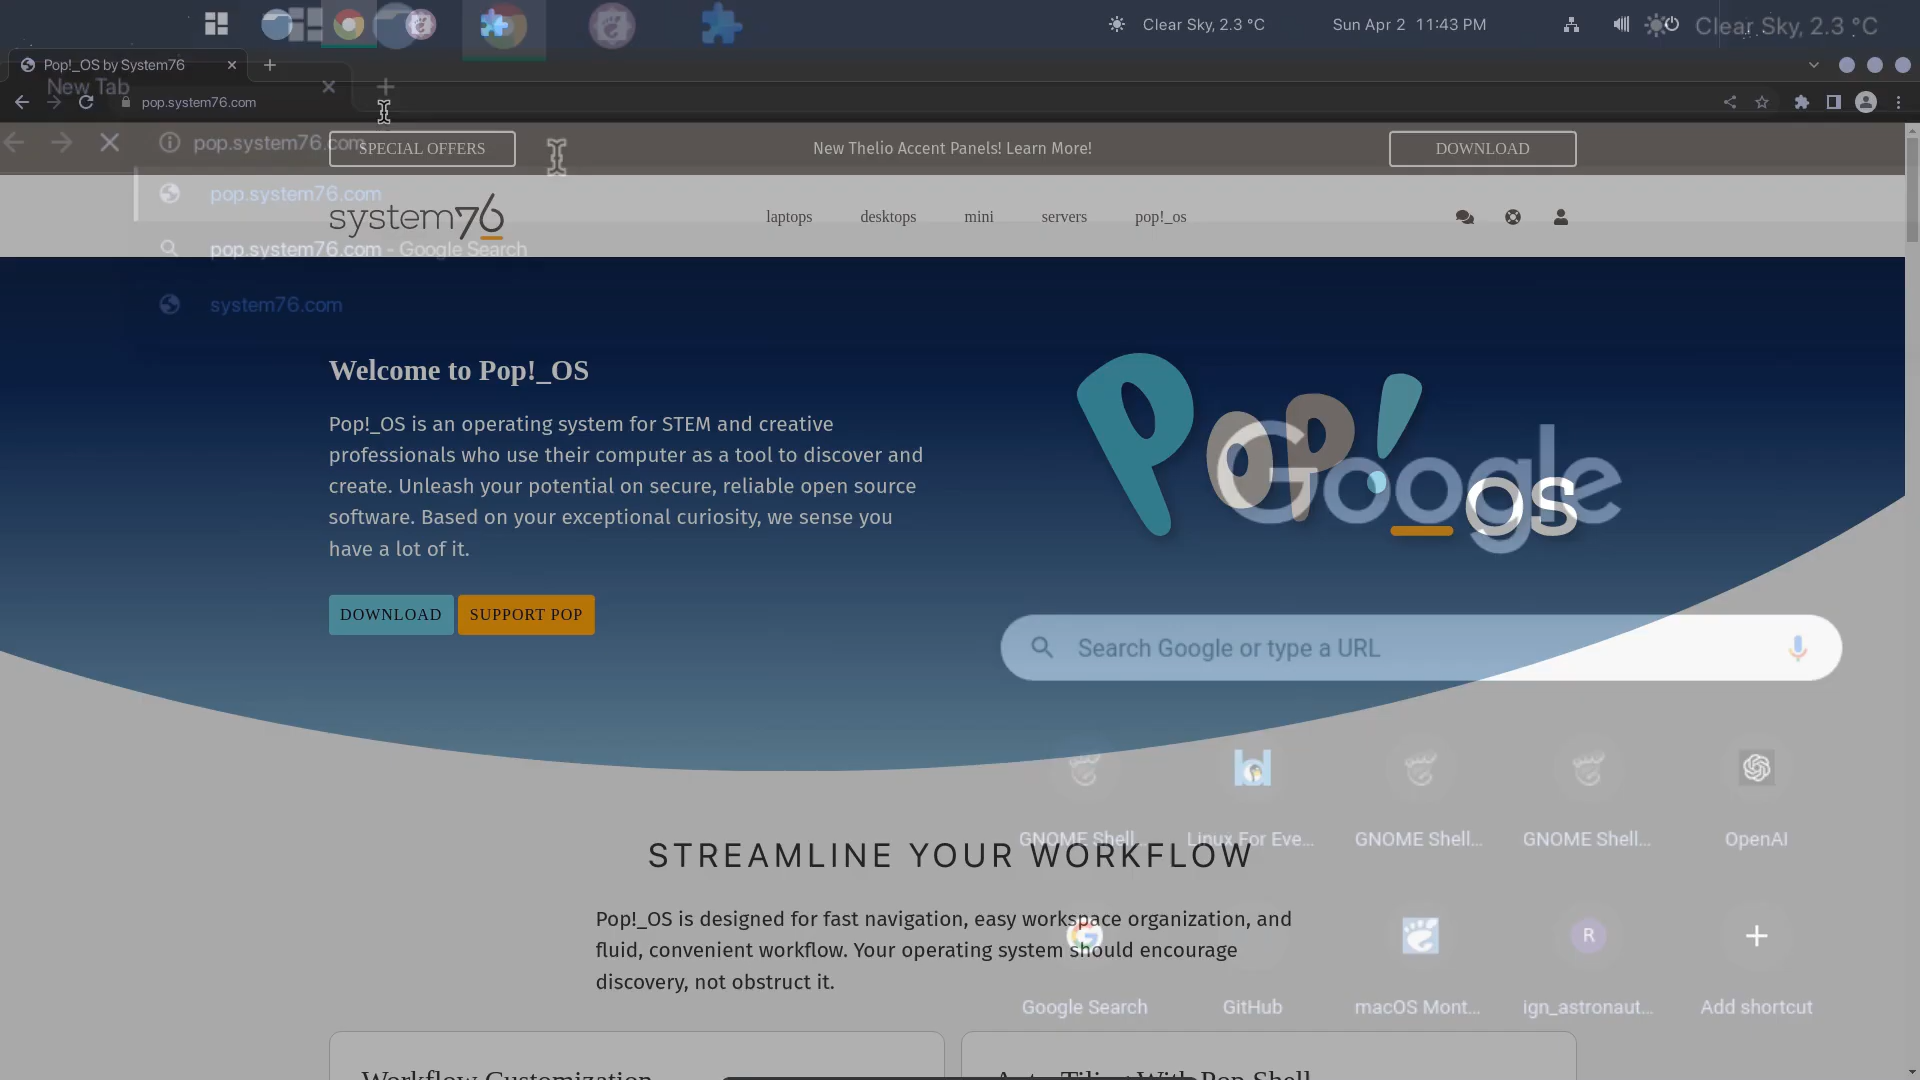 Clear Sky, 2.3 °C
Sun Apr 2 11:43 PM
Clear Sky, 2.3 °C
Pop!_OS by System76
New Tab
pop.system76.com
pop.system76.com
SPECIAL OFFERS
New Thelio Accent Panels! Learn More!
DOWNLOAD
pop.system76.com
system76
laptops
desktops
mini
servers
pop!_os
pop.system76.com - Google Search
system76.com
Welcome to Pop!_OS
Pop!_OS is an operating system for STEM and creative
professionals who use their computer as a tool to discover and
create. Unleash your potential on secure, reliable open source
software. Based on your exceptional curiosity, we sense you
have a lot of it.
Pop!_OS
Google
DOWNLOAD
SUPPORT POP
Search Google or type a URL
GNOME Shell...
Linux For Eve...
GNOME Shell...
GNOME Shell...
OpenAI
STREAMLINE YOUR WORKFLOW
Pop!_OS is designed for fast navigation, easy workspace organization, and
fluid, convenient workflow. Your operating system should encourage
discovery, not obstruct it.
R
Google Search
GitHub
macOS Mont...
ign_astronaut...
Add shortcut
Workflow Customization
Auto-Tiling With Pop Shell